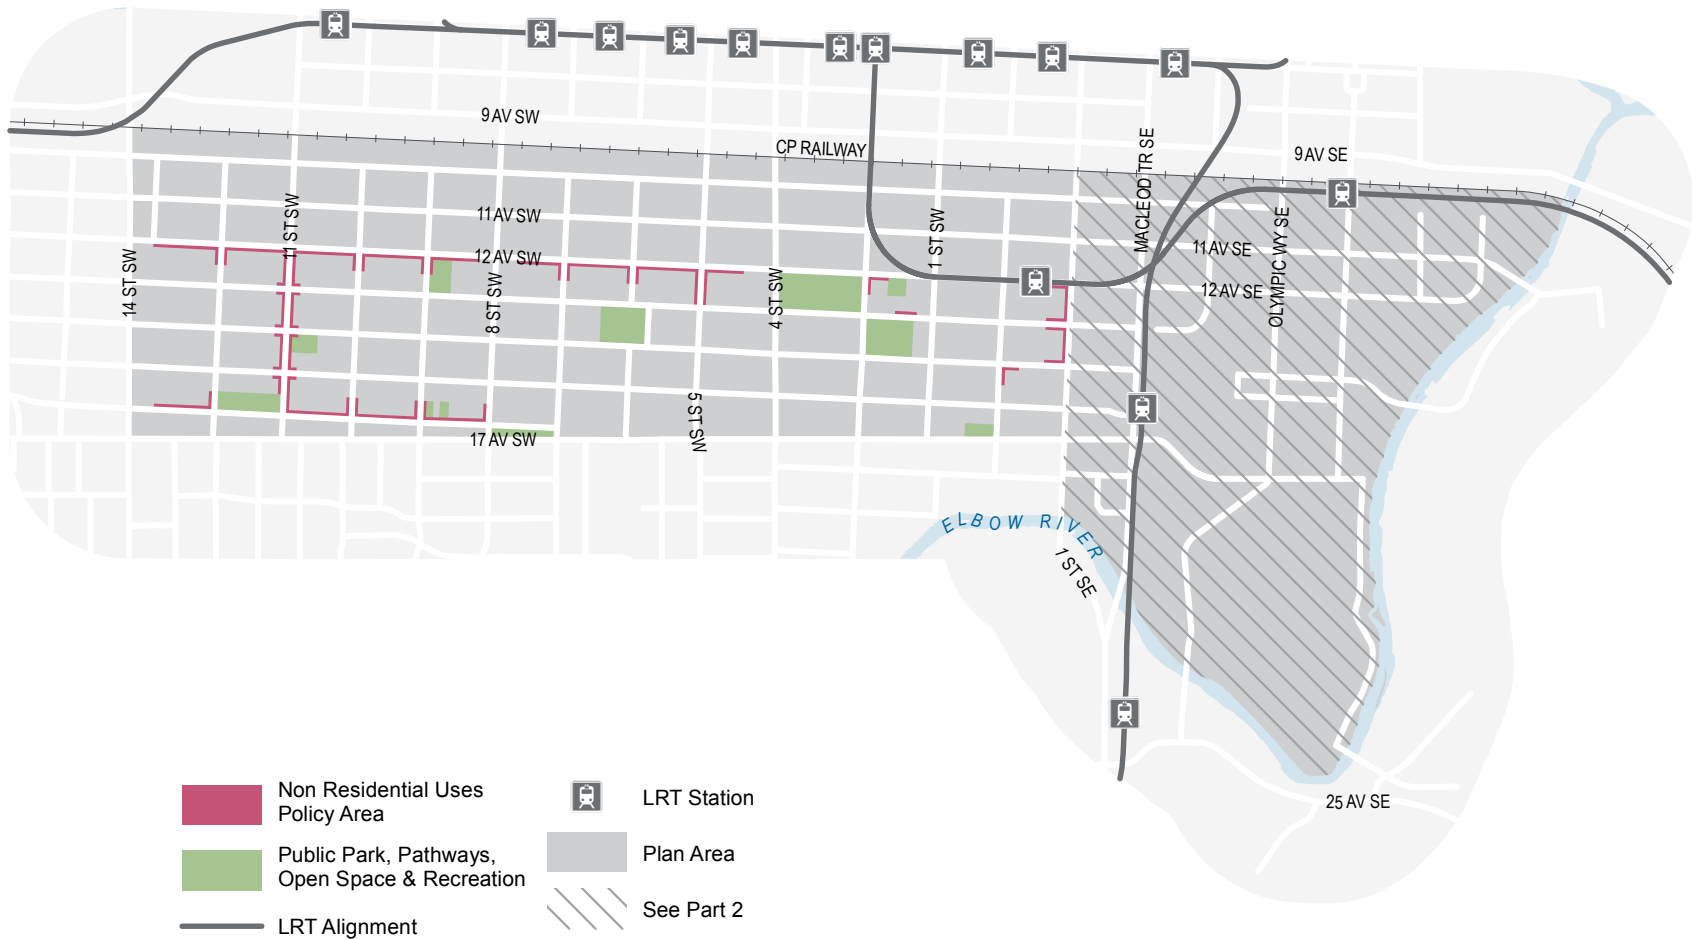 9 AV SW
CP RAILWAY
MACLEOD TR SE
9 AV SE
11 ST SW
11 AV SW
1 ST SW
OLYMPIC WY SE
11 AV SE
14 ST SW
12 AV SW
8 ST SW
4 ST SW
12 AV SE
5 ST SW
17 AV SW
ELBOW RIVER
1 ST SE
25 AV SE
Non Residential Uses
Policy Area
Public Park, Pathways,
Open Space & Recreation
LRT Alignment
LRT Station
Plan Area
See Part 2